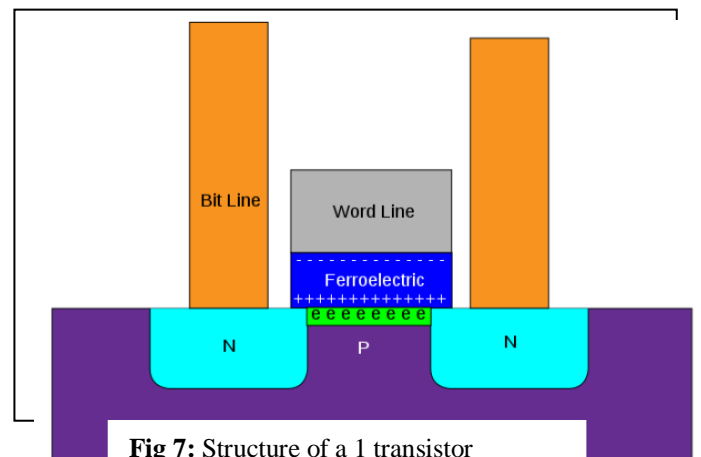 Bit Line
Word Line
- - - - - - - - - - - - - -
Ferroelectric
+++++++++++++
e e e e e e e e
N
P
N
Fig 7: Structure of a 1 transistor